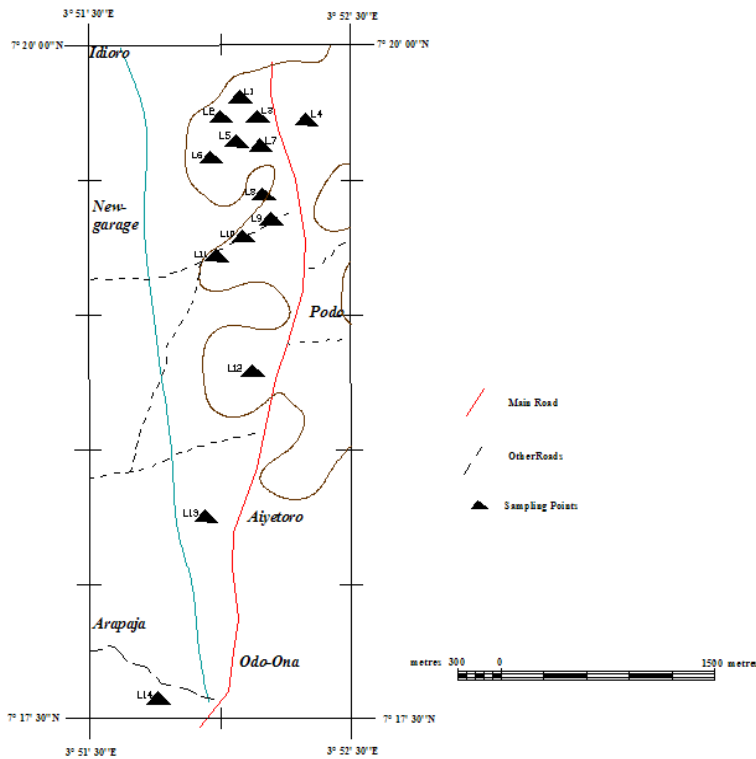 3° 51' 30''E
3° 52' 30''E
7° 20' 00''N
7° 20' 00''N
Idioro
L1
L2
L3
L4
L5
L7
L6
L8
New-
garage
L9
L10
L11
Podo
L12
Main Road
Other Roads
Sampling Points
L13
Aiyetoro
Arapaja
Odo-Ona
metres 300 0 1500 metres
L14
7° 17' 30''N
7° 17' 30''N
3° 51' 30''E
3° 52' 30''E